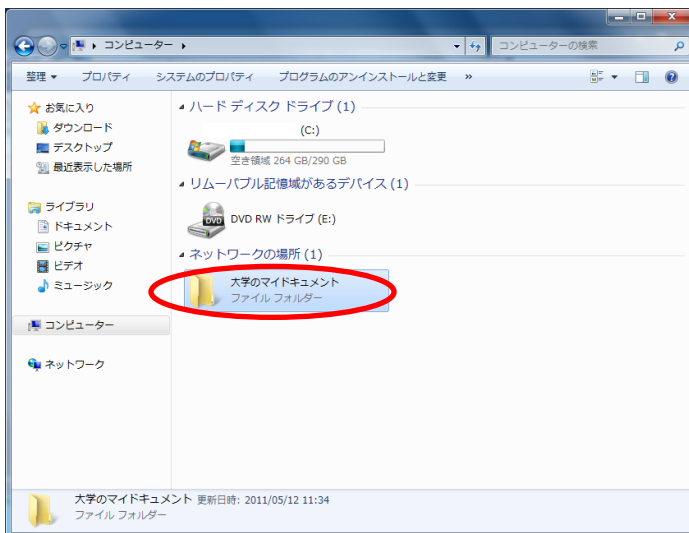 コンピューター
コンピューターの検索
整理 プロパティ システムのプロパティ プログラムのアンインストールと変更 »
お気に入り
ダウンロード
デスクトップ
最近表示した場所
ライブラリ
ドキュメント
ピクチャ
ビデオ
ミュージック
コンピューター
ネットワーク
ハード ディスク ドライブ (1)
(C:)
空き領域 264 GB/290 GB
リムーバブル記憶域があるデバイス (1)
DVD
DVD RW ドライブ (E:)
ネットワークの場所 (1)
大学のマイドキュメント
ファイル フォルダー
大学のマイドキュメント 更新日時: 2011/05/12 11:34
ファイル フォルダー